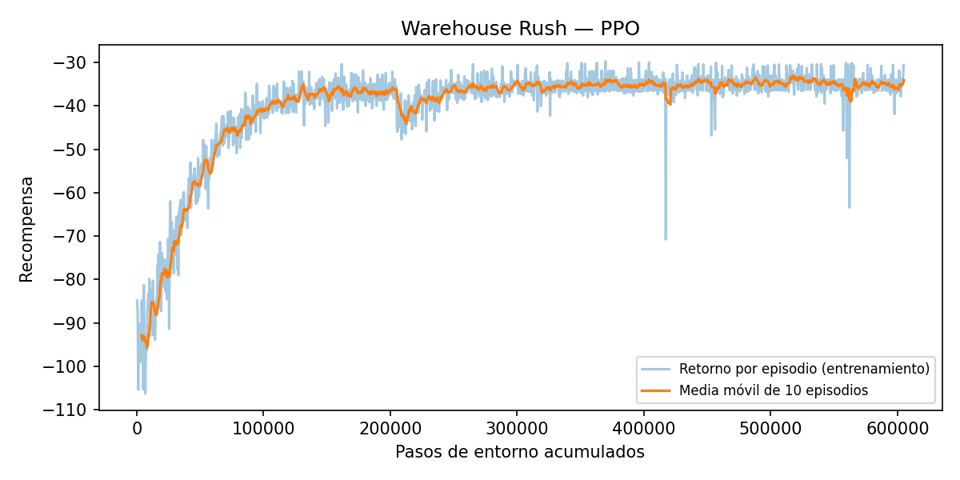 Warehouse Rush — PPO
Recompensa
−30
−40
−50
−60
−70
−80
−90
−100
−110
Retorno por episodio (entrenamiento)
Media móvil de 10 episodios
0 100000 200000 300000 400000 500000 600000
Pasos de entorno acumulados